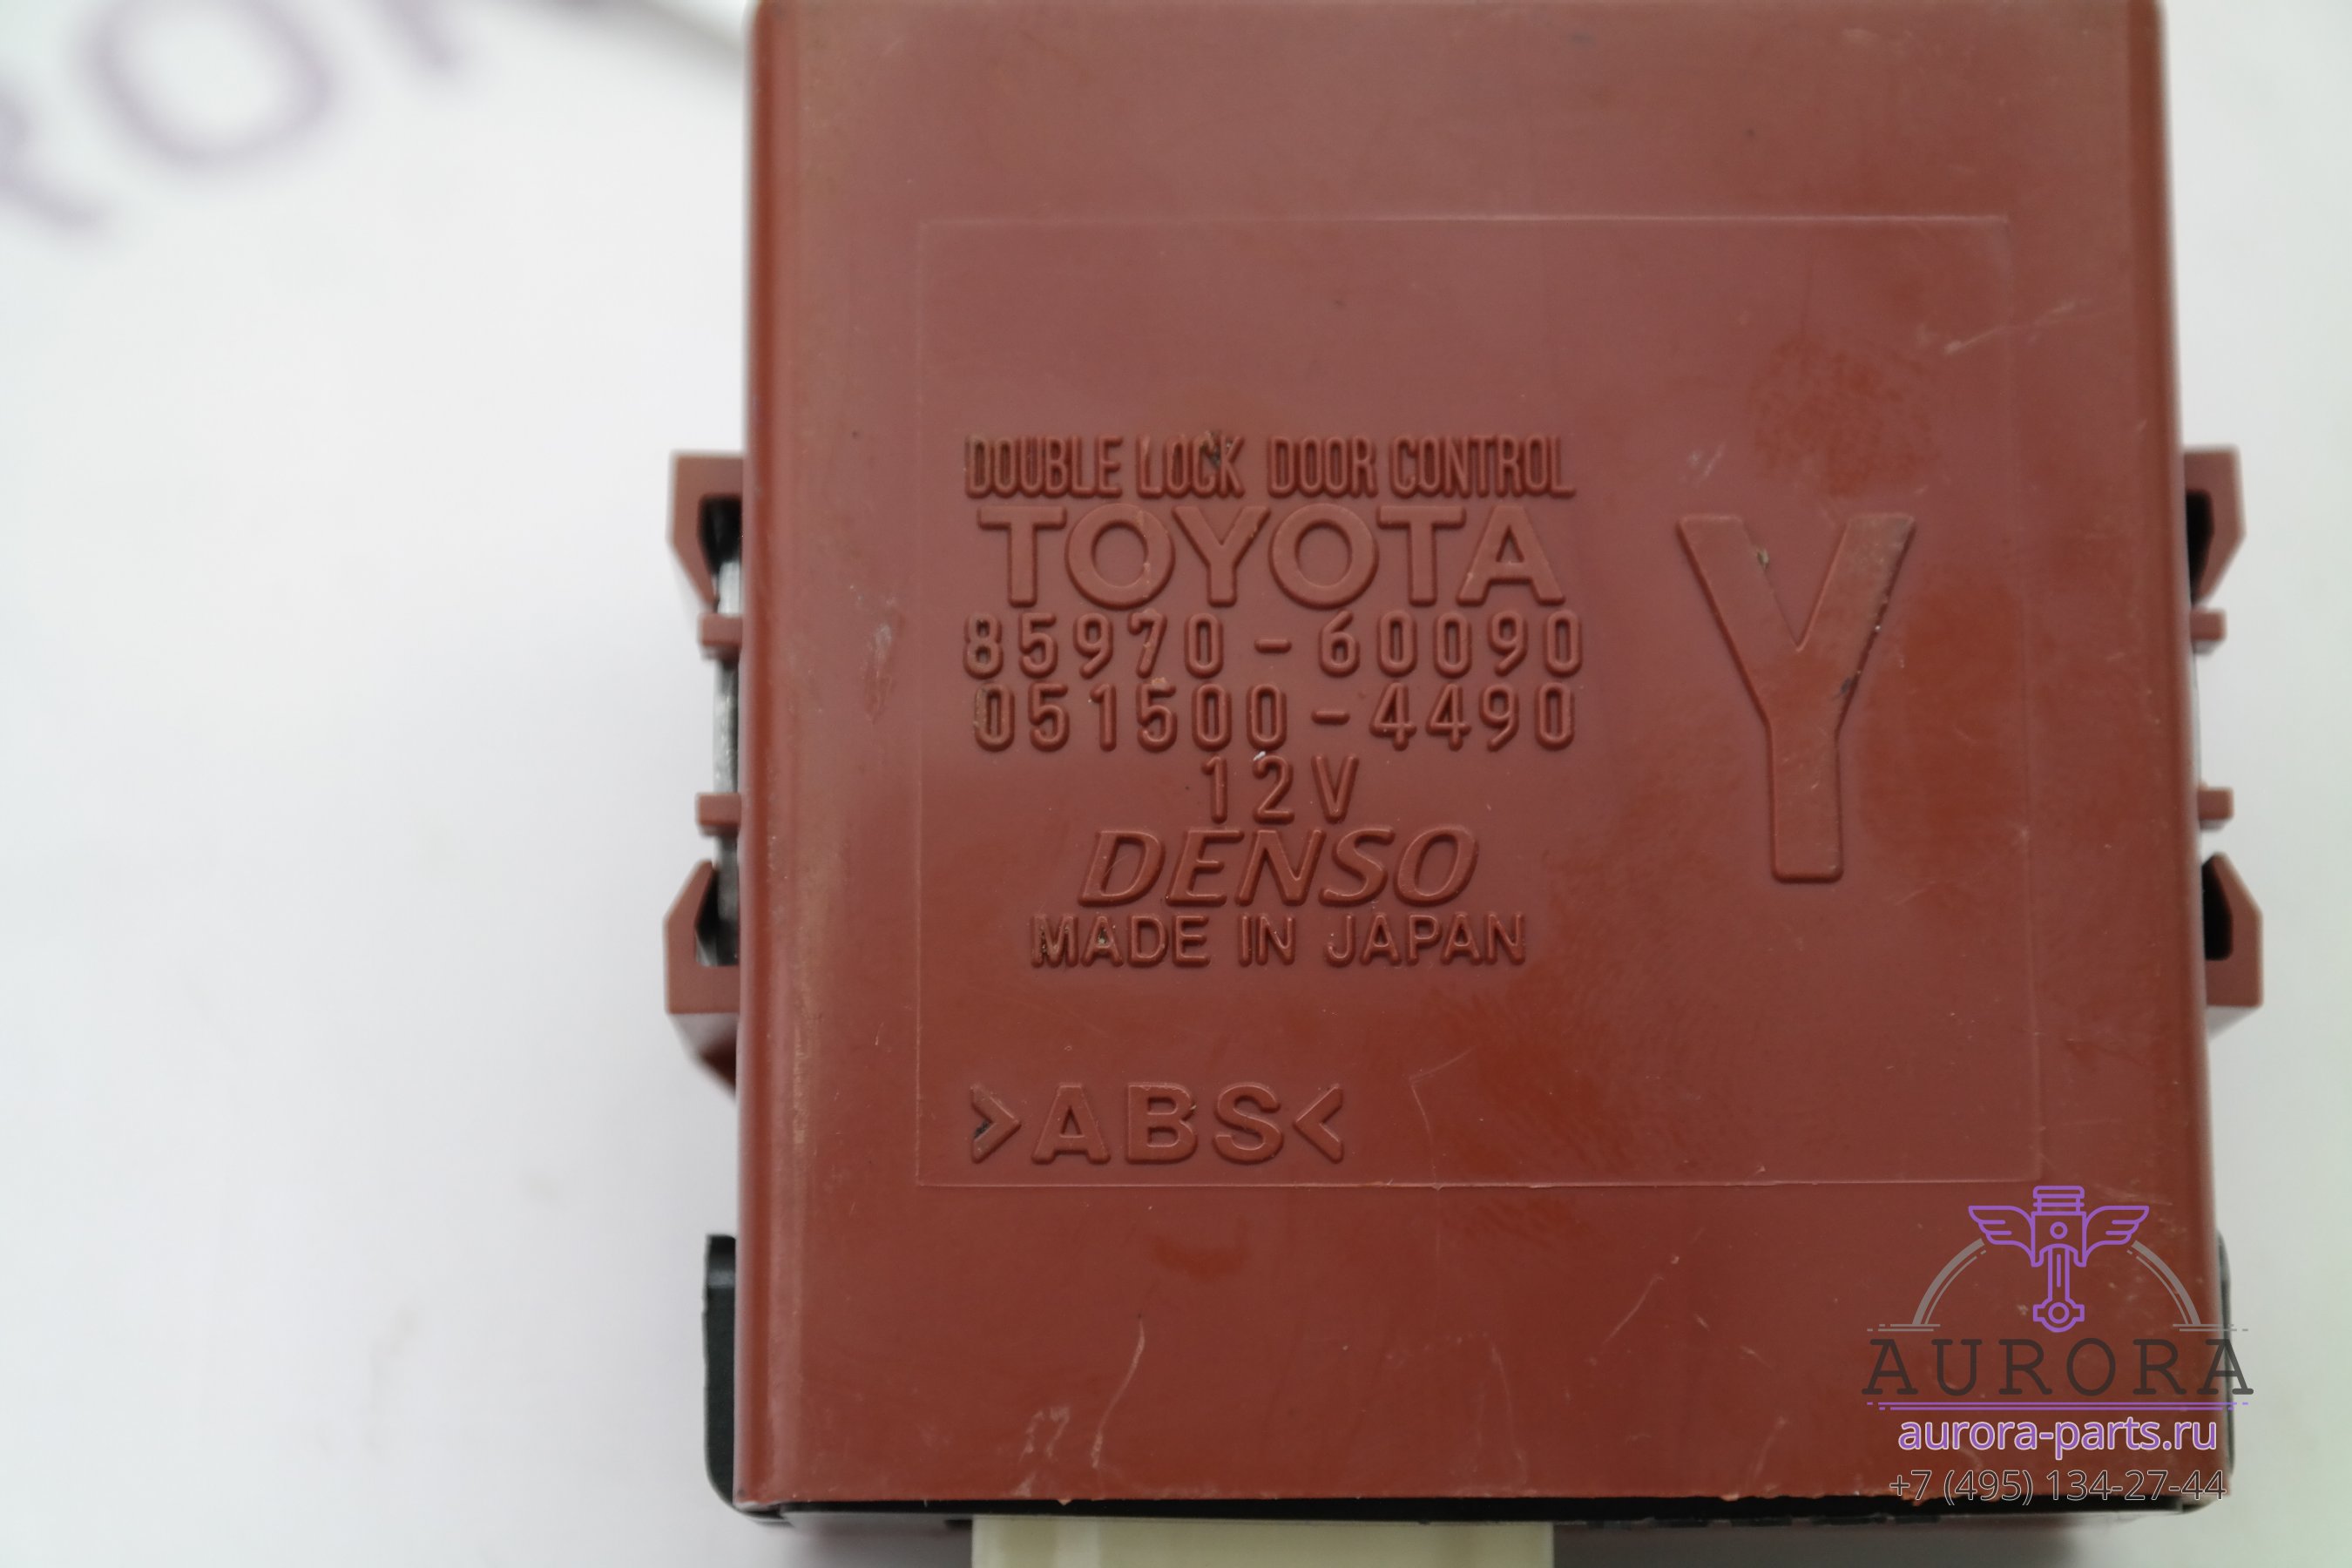 DOUBLE LOCK DOOR CONTROL
TOYOTA
85970-60090
051500-4490
12V
DENSO
MADE IN JAPAN
Y
>ABS<
AURORA
aurora-parts.ru
+7 (495) 134-27-44